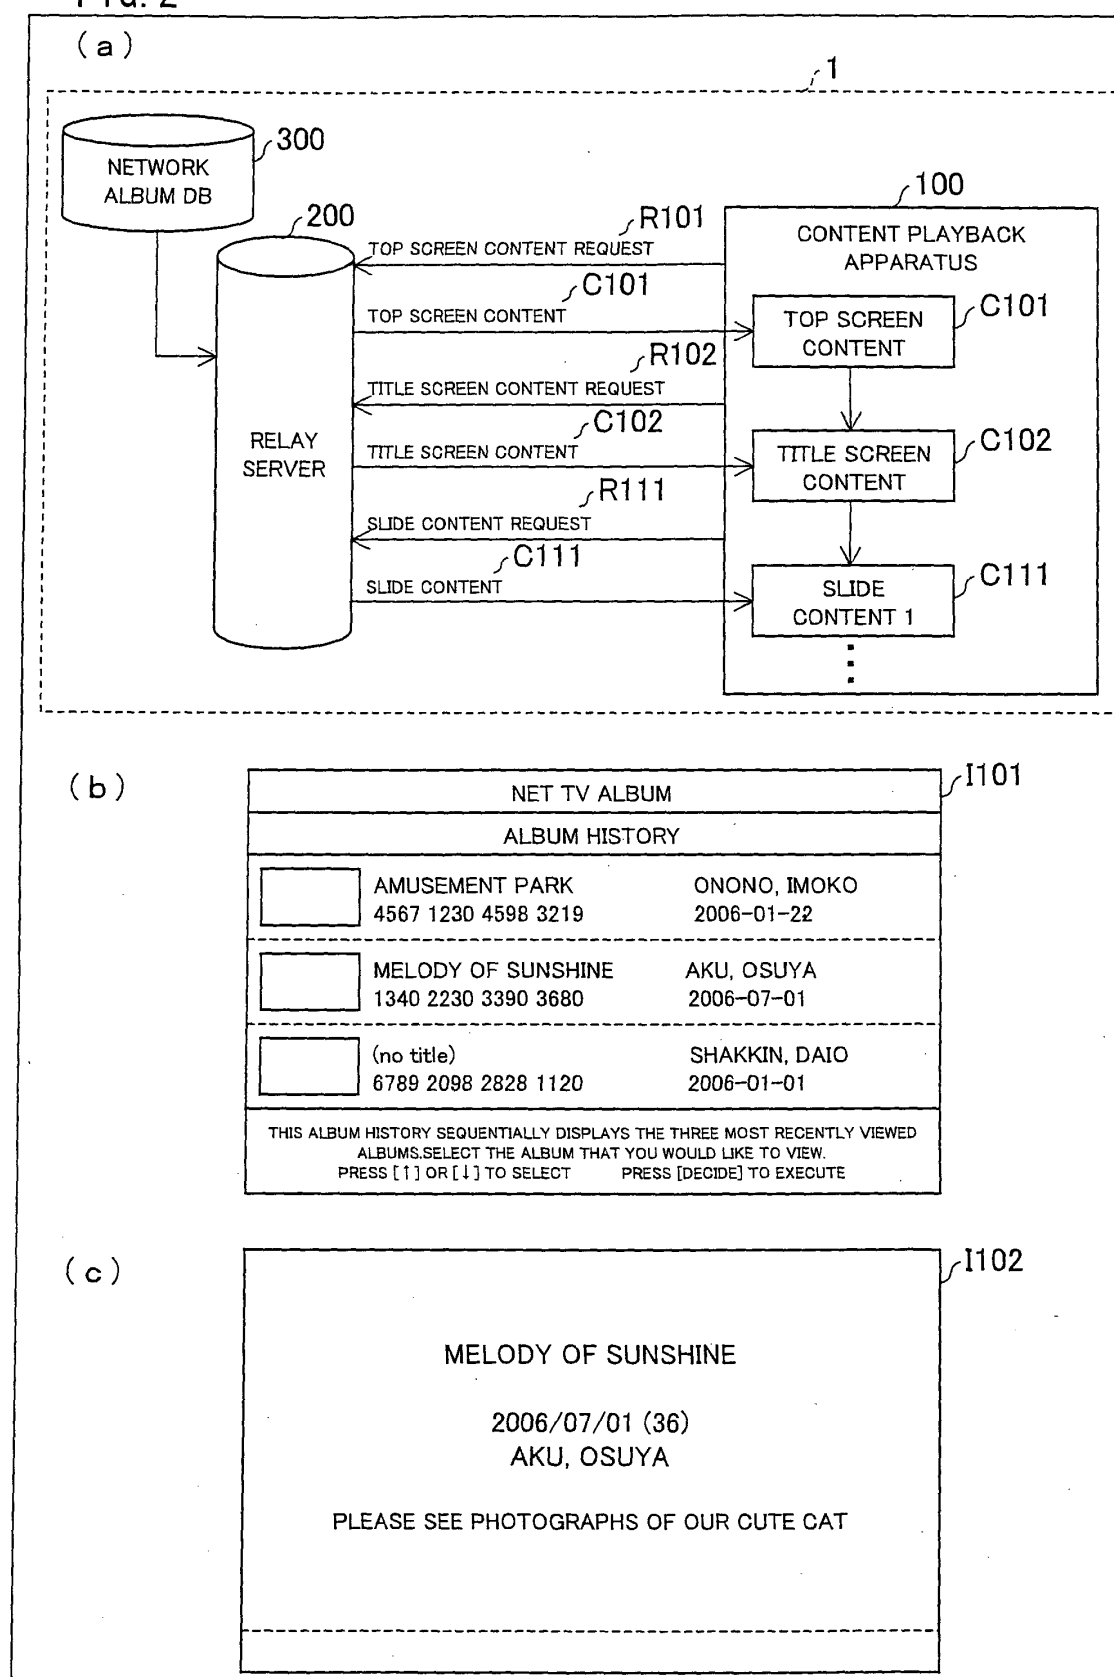 FIG. 2
(a)
1
NETWORK
ALBUM DB
300
200
RELAY
SERVER
R101
TOP SCREEN CONTENT REQUEST
C101
TOP SCREEN CONTENT
R102
TITLE SCREEN CONTENT REQUEST
C102
TITLE SCREEN CONTENT
R111
SLIDE CONTENT REQUEST
C111
SLIDE CONTENT
100
CONTENT PLAYBACK
APPARATUS
TOP SCREEN
CONTENT
C101
TITLE SCREEN
CONTENT
C102
SLIDE
CONTENT 1
C111
(b)
I101
NET TV ALBUM
ALBUM HISTORY
AMUSEMENT PARK ONONO, IMOKO
4567 1230 4598 3219 2006-01-22
MELODY OF SUNSHINE AKU, OSUYA
1340 2230 3390 3680 2006-07-01
(no title) SHAKKIN, DAIO
6789 2098 2828 1120 2006-01-01
THIS ALBUM HISTORY SEQUENTIALLY DISPLAYS THE THREE MOST RECENTLY VIEWED
ALBUMS.SELECT THE ALBUM THAT YOU WOULD LIKE TO VIEW.
PRESS [↑] OR [↓] TO SELECT PRESS [DECIDE] TO EXECUTE
(c)
I102
MELODY OF SUNSHINE
2006/07/01 (36)
AKU, OSUYA
PLEASE SEE PHOTOGRAPHS OF OUR CUTE CAT